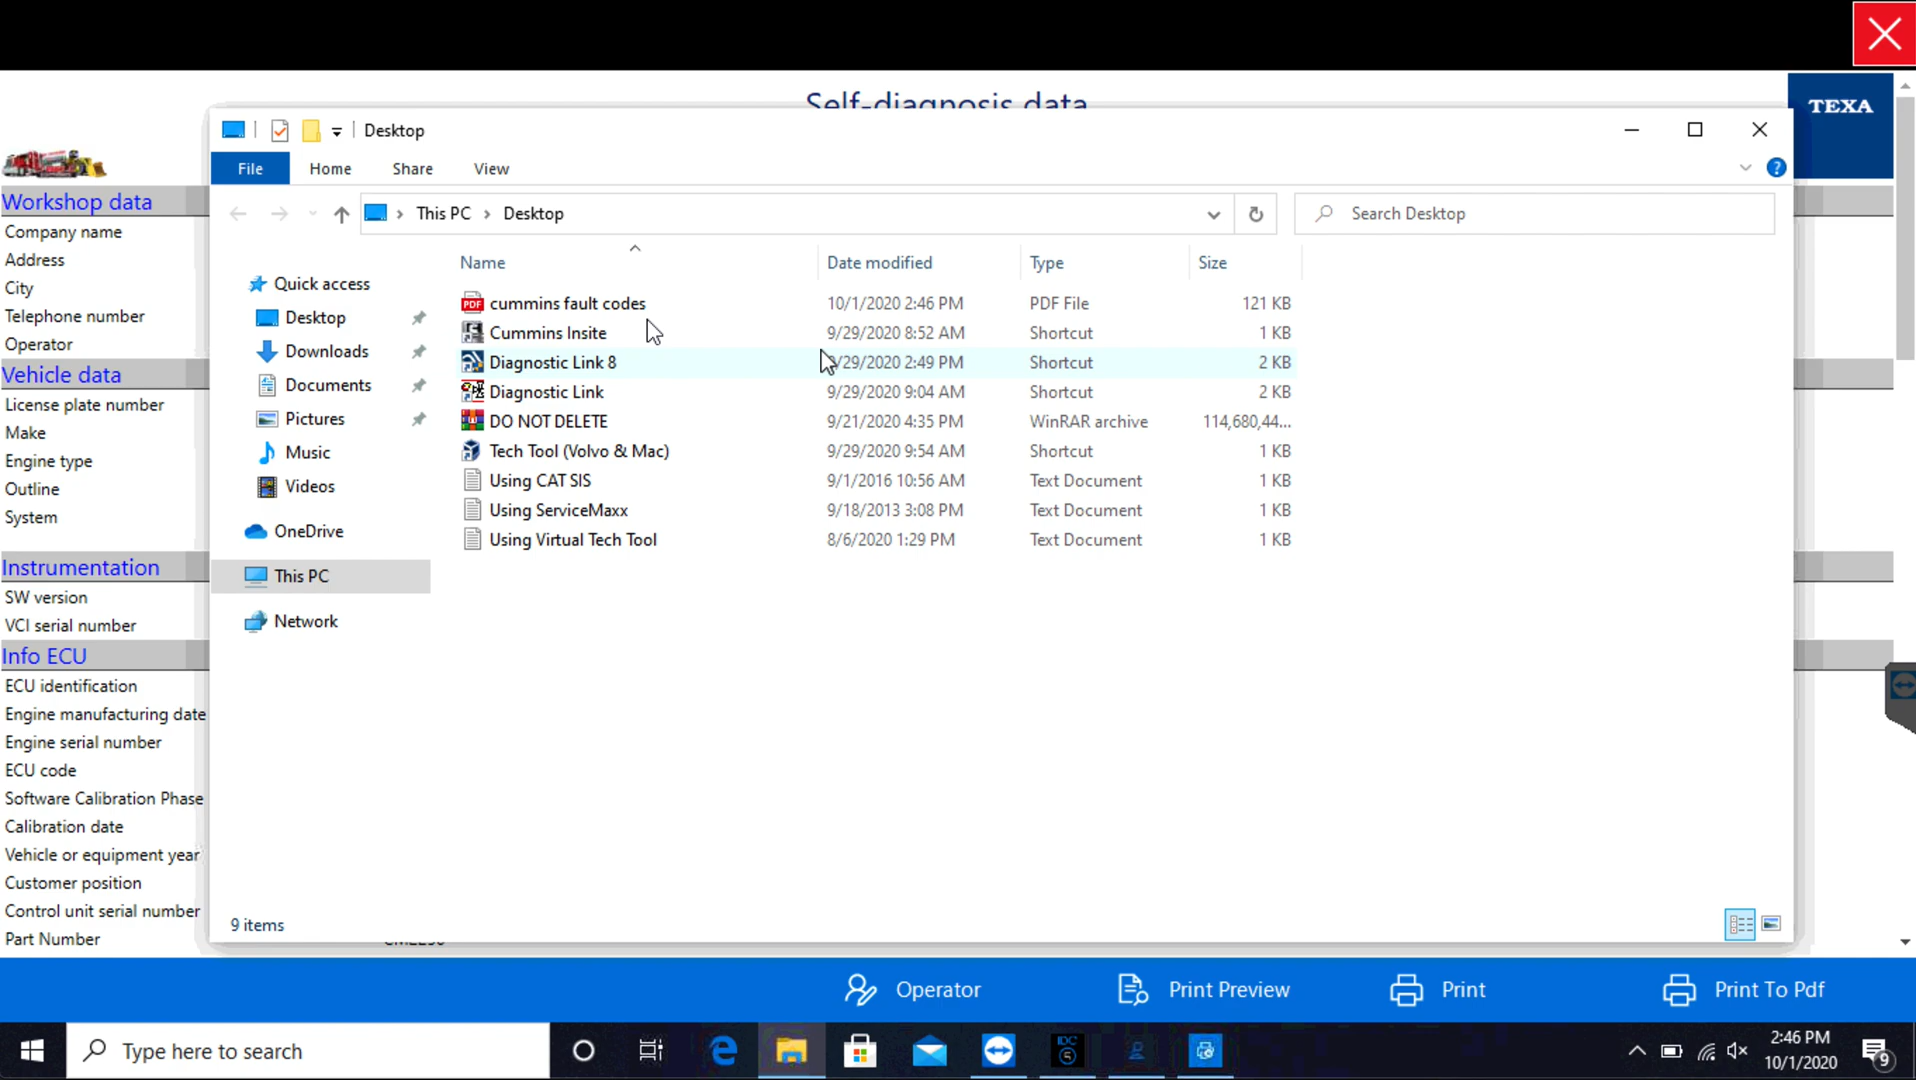 Self-diagnosis data
TEXA
Desktop
File Home Share View
This PC Desktop
Search Desktop
Name Date modified Type Size
Quick access
Desktop
Downloads
Documents
Pictures
Music
Videos
OneDrive
This PC
Network
cummins fault codes 10/1/2020 2:46 PM PDF File 121 KB
Cummins Insite 9/29/2020 8:52 AM Shortcut 1 KB
Diagnostic Link 8 9/29/2020 2:49 PM Shortcut 2 KB
Diagnostic Link 9/29/2020 9:04 AM Shortcut 2 KB
DO NOT DELETE 9/21/2020 4:35 PM WinRAR archive 114,680,44...
Tech Tool (Volvo & Mac) 9/29/2020 9:54 AM Shortcut 1 KB
Using CAT SIS 9/1/2016 10:56 AM Text Document 1 KB
Using ServiceMaxx 9/18/2013 3:08 PM Text Document 1 KB
Using Virtual Tech Tool 8/6/2020 1:29 PM Text Document 1 KB
9 items
Workshop data
Company name
Address
City
Telephone number
Operator
Vehicle data
License plate number
Make
Engine type
Outline
System
Instrumentation
SW version
VCI serial number
Info ECU
ECU identification
Engine manufacturing date
Engine serial number
ECU code
Software Calibration Phase
Calibration date
Vehicle or equipment year
Customer position
Control unit serial number
Part Number
Operator Print Preview Print Print To Pdf
Type here to search
IDC
5
2:46 PM
10/1/2020
9